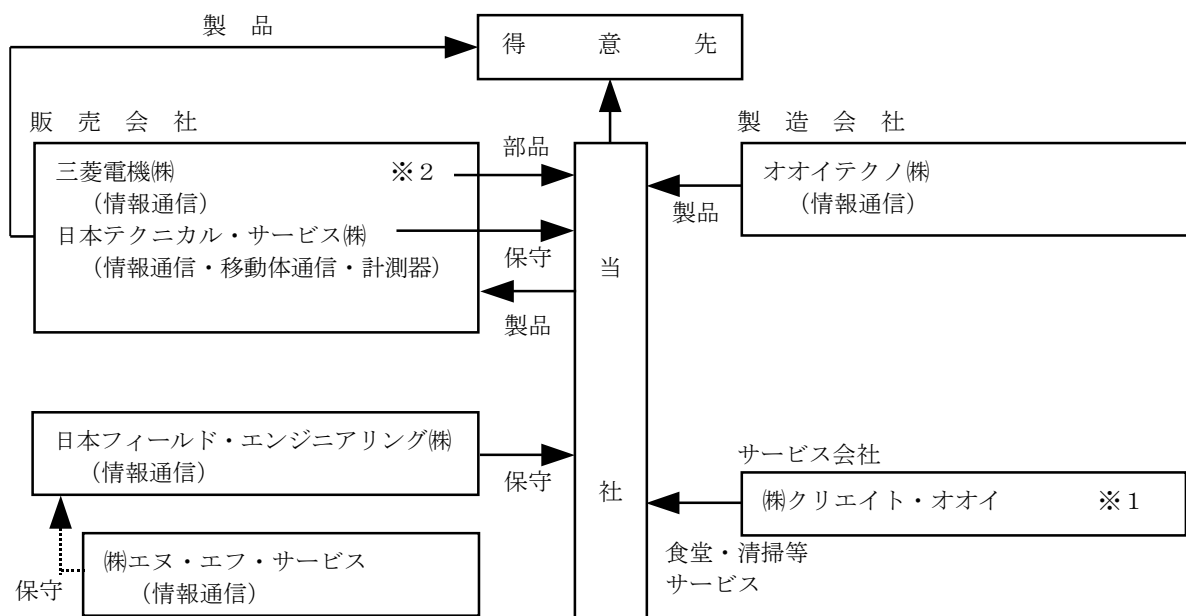 製 品
得 意 先
販 売 会 社
三菱電機㈱ ※２
（情報通信）
日本テクニカル・サービス㈱
（情報通信・移動体通信・計測器）
部品
保守
製品
当 社
製 造 会 社
オオイテクノ㈱
（情報通信）
製品
日本フィールド・エンジニアリング㈱
（情報通信）
保守
サービス会社
㈱クリエイト・オオイ ※１
食堂・清掃等
サービス
㈱エヌ・エフ・サービス
（情報通信）
保守